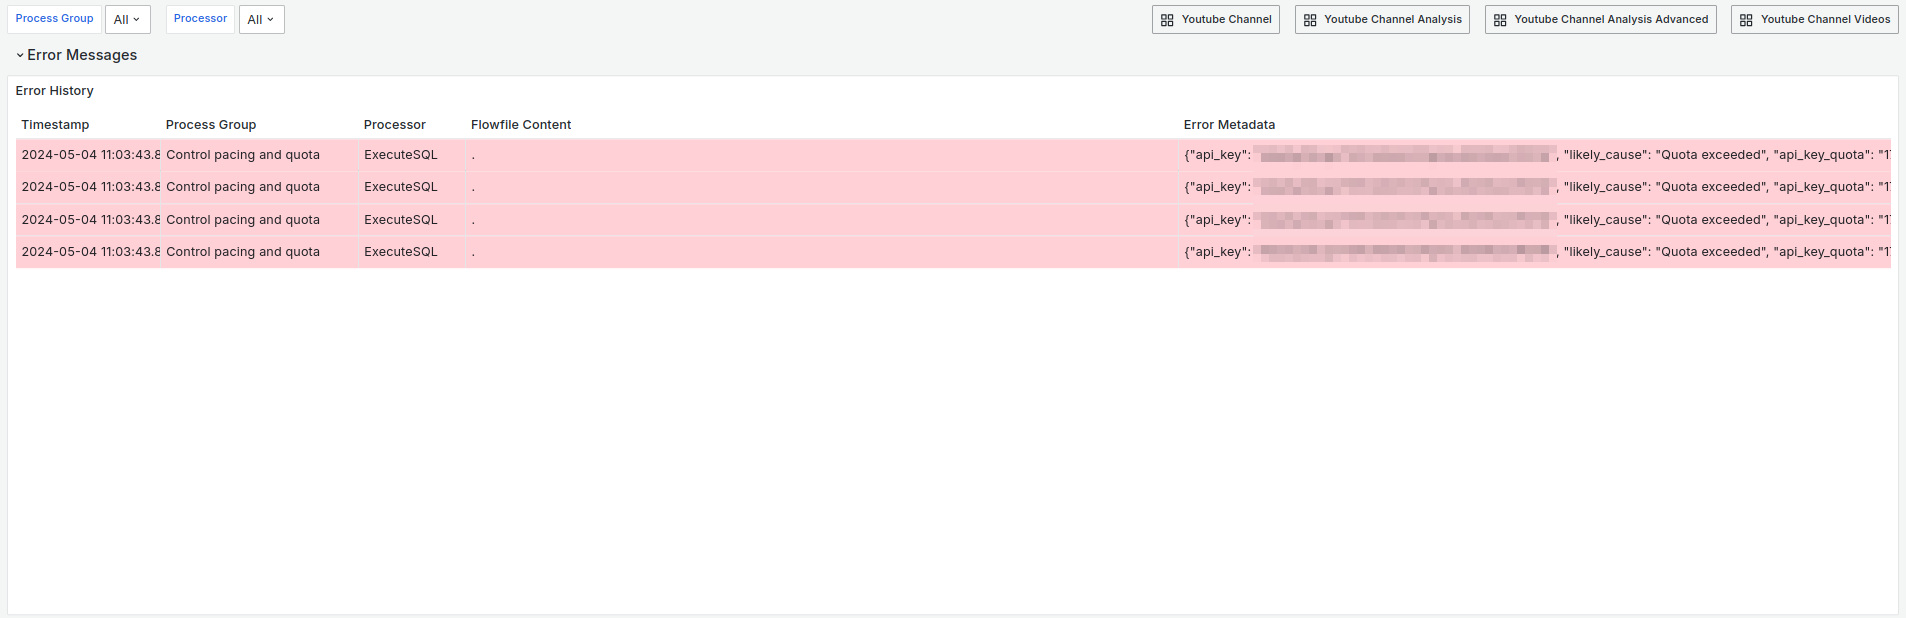 Process Group All Processor All Youtube Channel Youtube Channel Analysis Youtube Channel Analysis Advanced Youtube Channel Videos
Error Messages
Error History
Timestamp Process Group Processor Flowfile Content Error Metadata
2024-05-04 11:03:43.8 Control pacing and quota ExecuteSQL . {"api_key": , "likely_cause": "Quota exceeded", "api_key_quota": "1
2024-05-04 11:03:43.8 Control pacing and quota ExecuteSQL . {"api_key": , "likely_cause": "Quota exceeded", "api_key_quota": "1
2024-05-04 11:03:43.8 Control pacing and quota ExecuteSQL . {"api_key": , "likely_cause": "Quota exceeded", "api_key_quota": "1
2024-05-04 11:03:43.8 Control pacing and quota ExecuteSQL . {"api_key": , "likely_cause": "Quota exceeded", "api_key_quota": "1